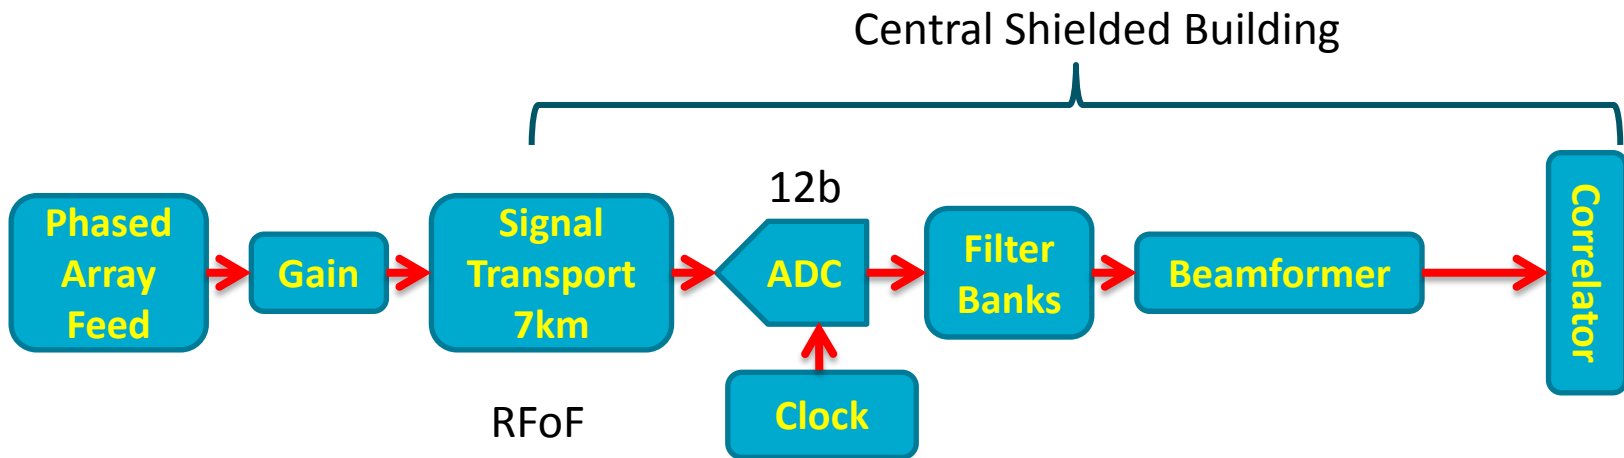 Central Shielded Building
Phased
Array
Feed
Gain
Signal
Transport
7km
RFoF
12b
ADC
Clock
Filter
Banks
Beamformer
Correlator